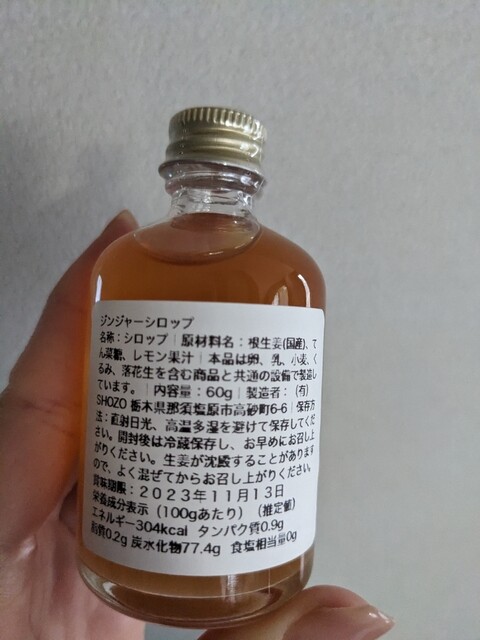 ジンジャーシロップ
名称：シロップ｜原材料名：根生姜(国産)、て
ん菜糖、レモン果汁｜本品は卵、乳、小麦、く
るみ、落花生を含む商品と共通の設備で製造し
ています。｜内容量：60g｜製造者：（有）
SHOZO 栃木県那須塩原市高砂町6-6｜保存方
法：直射日光、高温多湿を避けて保存してくだ
さい。開封後は冷蔵保存し、お早めにお召し上
がりください。生姜が沈殿することがあります
ので、よく混ぜてからお召し上がりください。
賞味期限：２０２３年１１月１３日
栄養成分表示（100gあたり）（推定値）
エネルギー304kcal タンパク質0.9g
脂質0.2g 炭水化物77.4g 食塩相当量0g